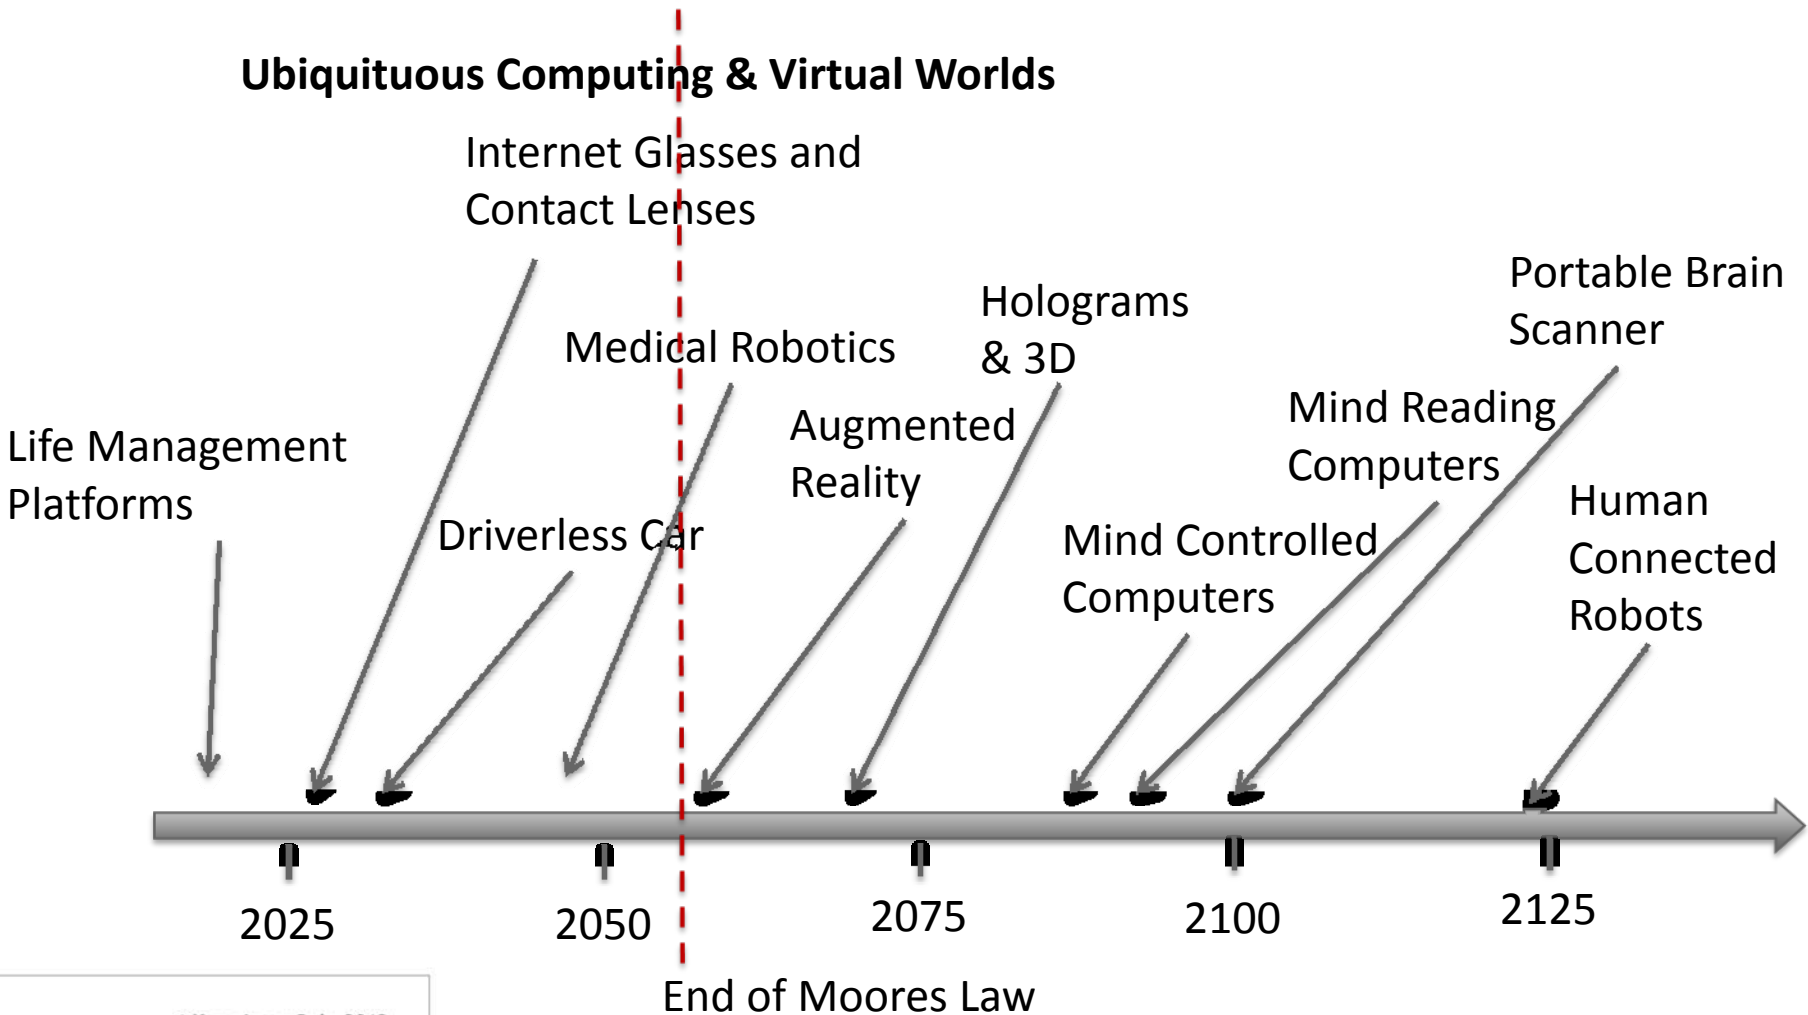 Ubiquituous Computing & Virtual Worlds
Internet Glasses and
Contact Lenses
Portable Brain
Scanner
Holograms
& 3D
Medical Robotics
Mind Reading
Computers
Augmented
Reality
Life Management
Platforms
Human
Connected
Robots
Driverless Car
Mind Controlled
Computers
2025
2050
2075
2100
2125
End of Moores Law